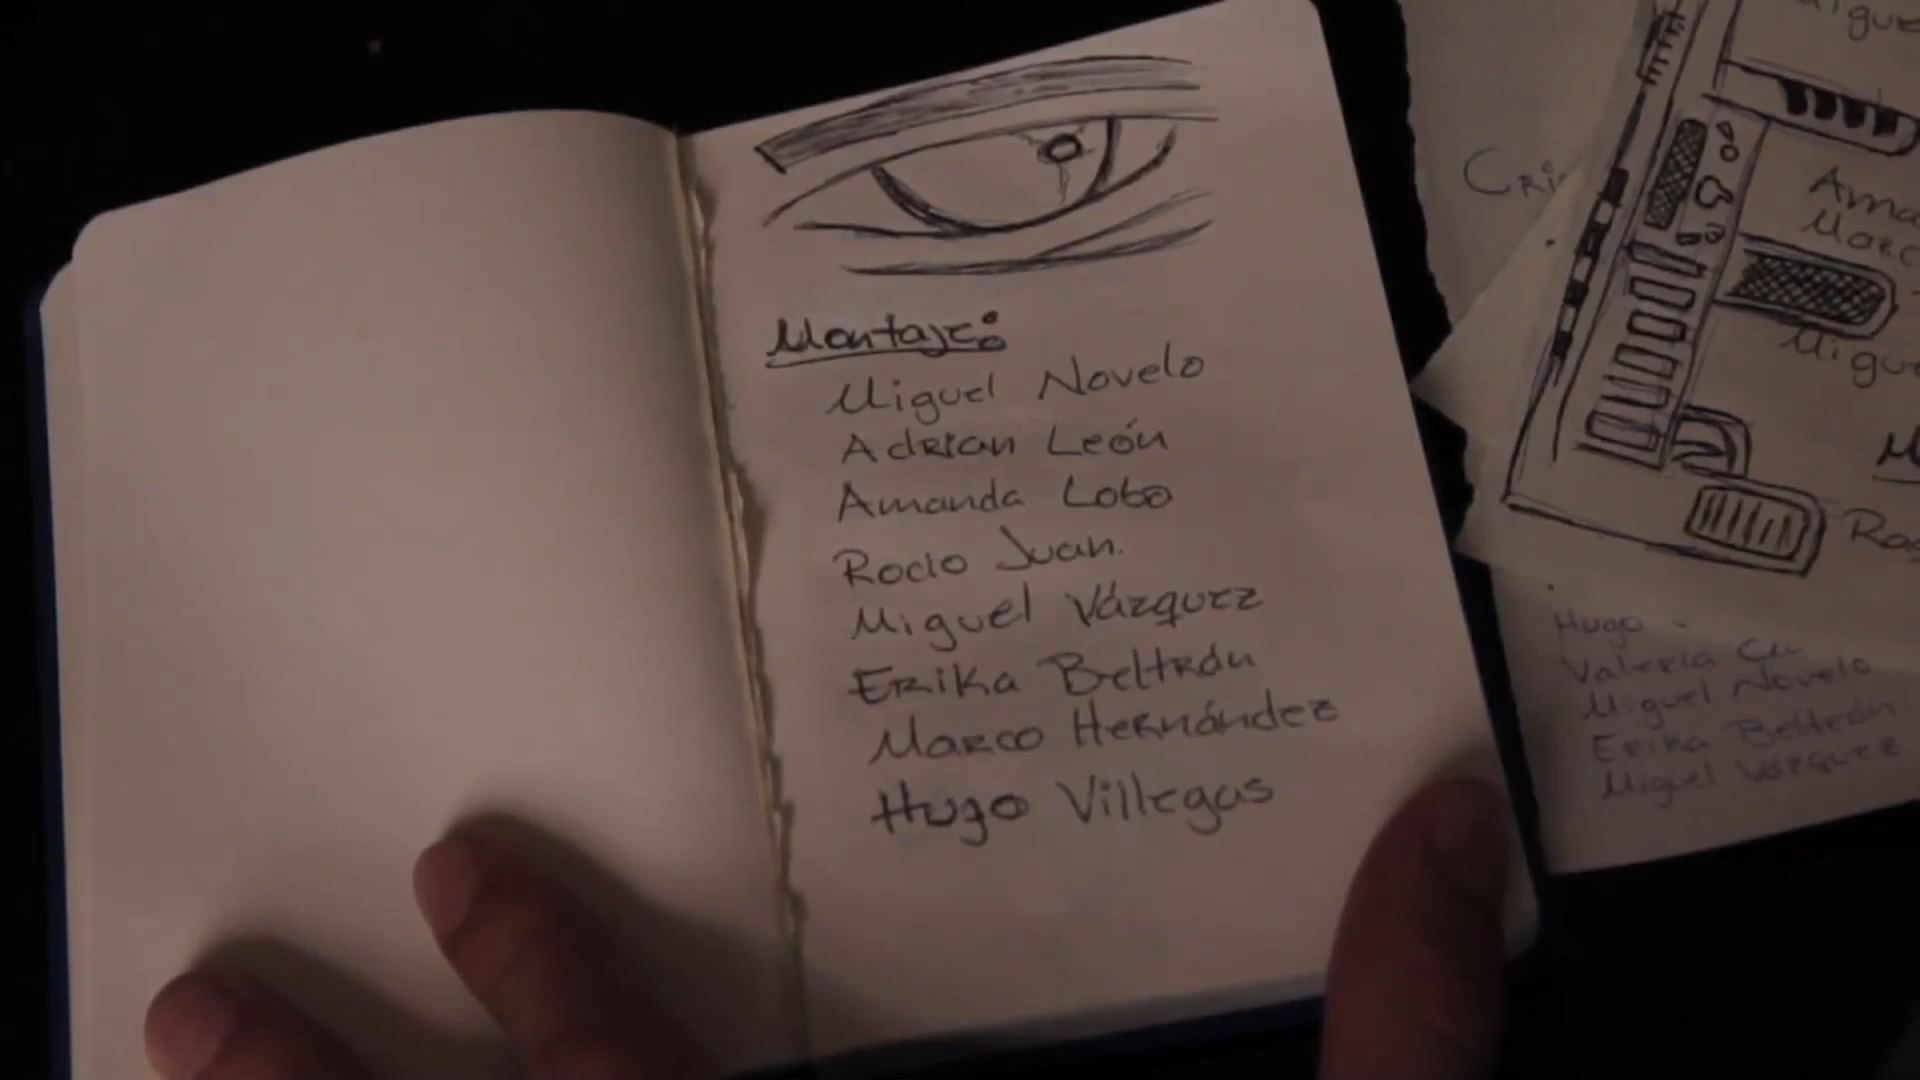 Montaje:
Miguel Novelo
Adrian León
Amanda Lobo
Rocio Juan.
Miguel Vázquez
Erika Beltrán
Marco Hernández
Hugo Villegas
Hugo
Valeria
Miguel Novelo
Erika Beltrán
Miguel Vázquez